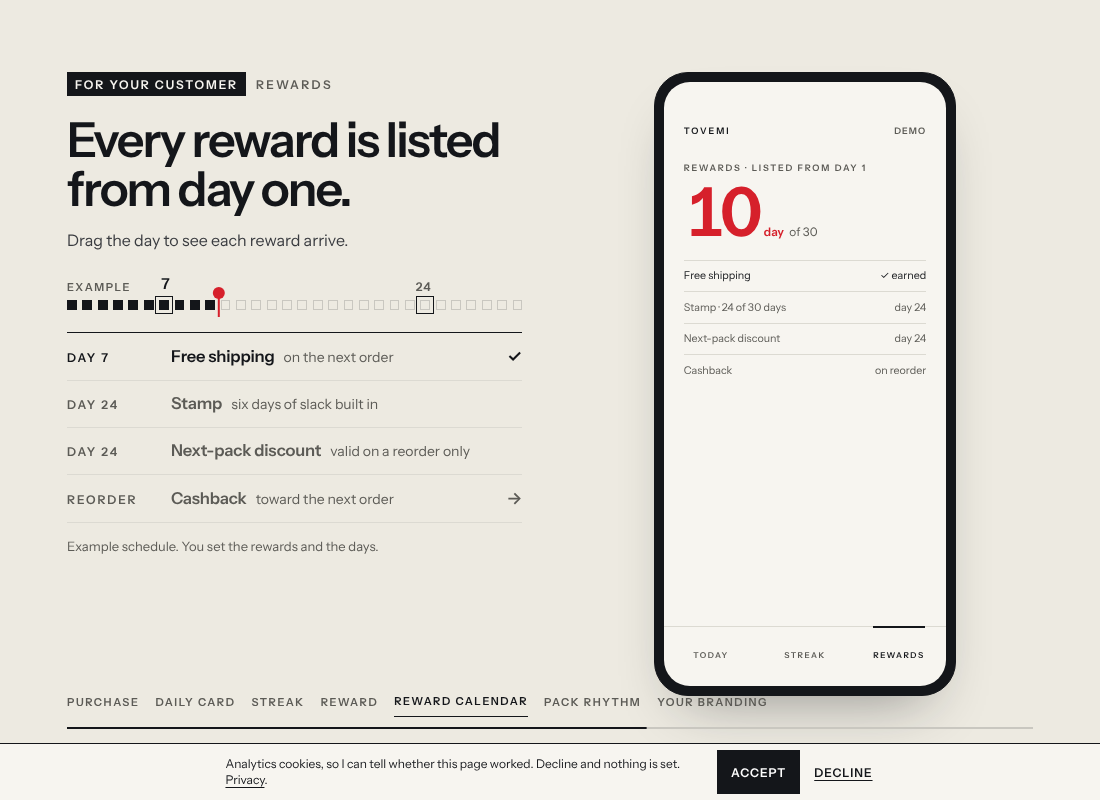 FOR YOUR CUSTOMER REWARDS
Every reward is listed
from day one.
Drag the day to see each reward arrive.
EXAMPLE 7 24
DAY 7 Free shipping on the next order ✓
DAY 24 Stamp six days of slack built in
DAY 24 Next-pack discount valid on a reorder only
REORDER Cashback toward the next order →
Example schedule. You set the rewards and the days.
TOVEMI DEMO
REWARDS · LISTED FROM DAY 1
10 day of 30
Free shipping ✓ earned
Stamp · 24 of 30 days day 24
Next-pack discount day 24
Cashback on reorder
TODAY STREAK REWARDS
PURCHASE DAILY CARD STREAK REWARD REWARD CALENDAR PACK RHYTHM YOUR BRANDING
Analytics cookies, so I can tell whether this page worked. Decline and nothing is set.
Privacy.
ACCEPT DECLINE